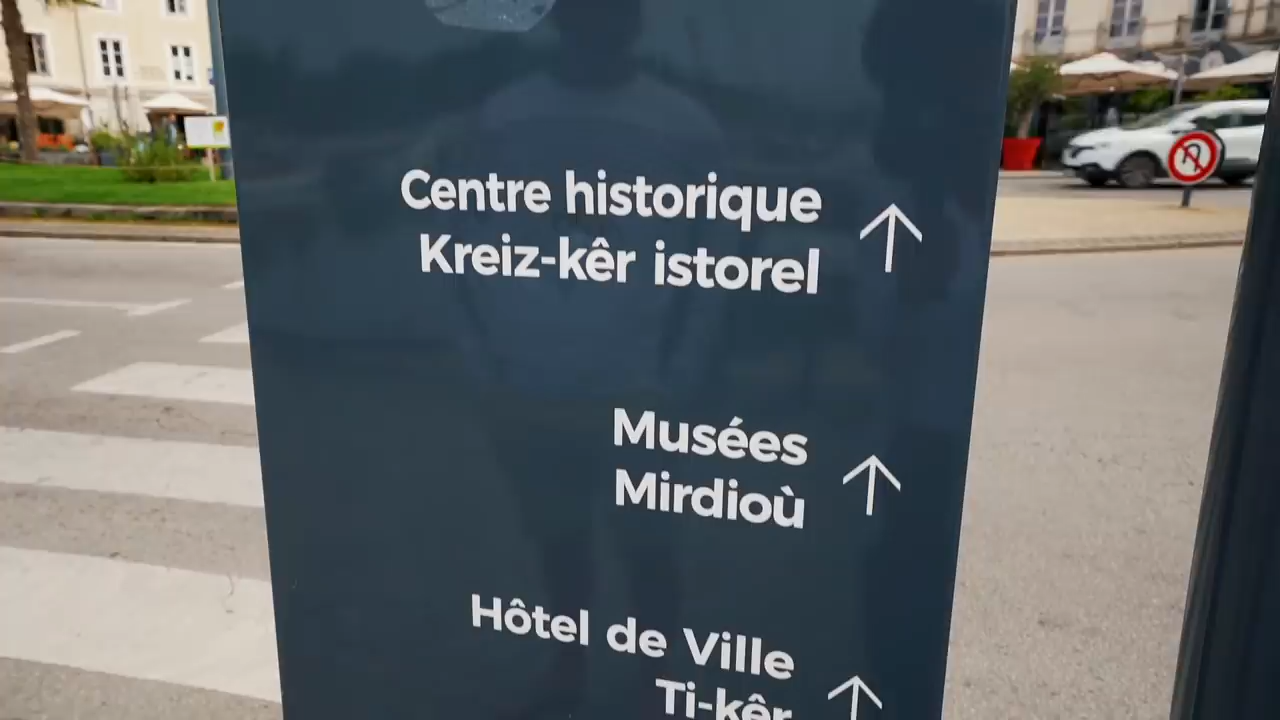 Centre historique
Kreiz-kêr istorel
Musées
Mirdioù
Hôtel de Ville
Ti-kêr